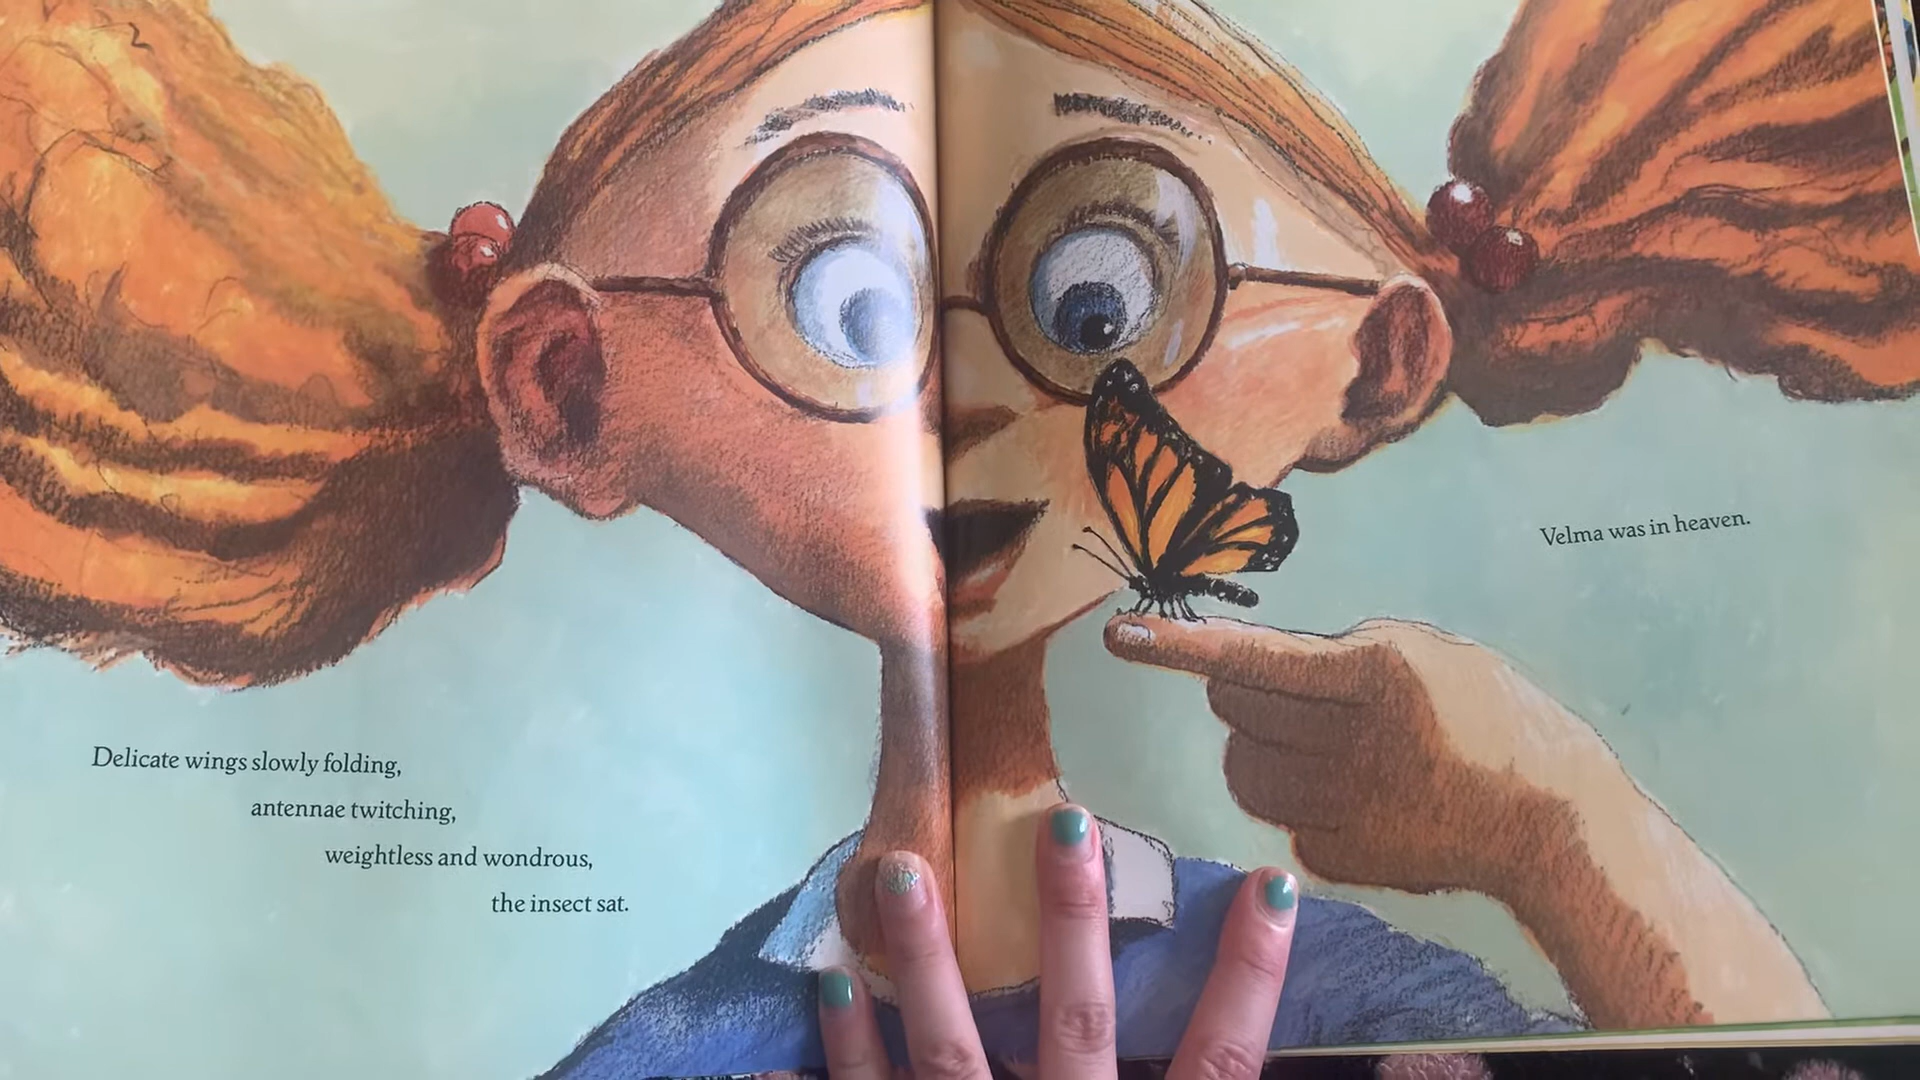 Delicate wings slowly folding,
antennae twitching,
weightless and wondrous,
the insect sat.
Velma was in heaven.